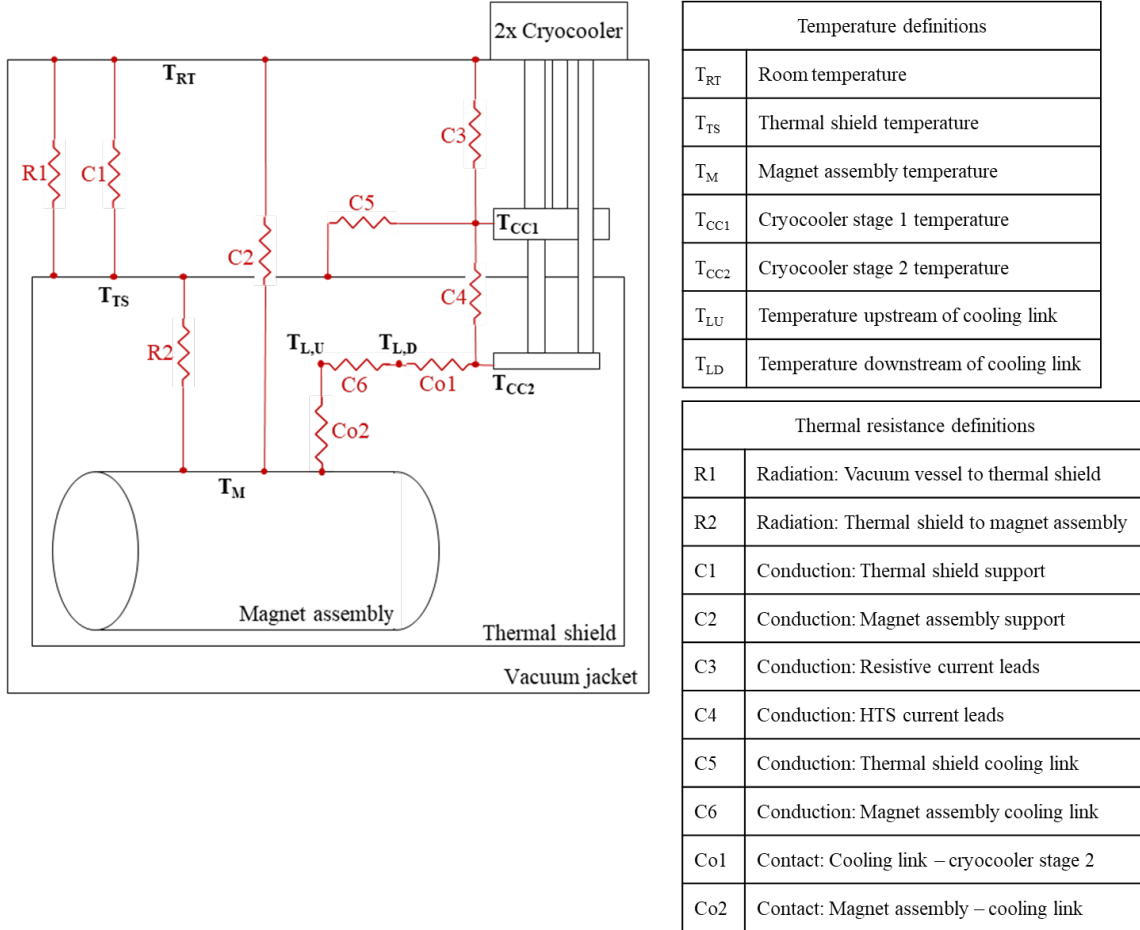 2x Cryocooler
T_RT
C3
R1
C1
C5
T_CC1
C2
T_TS
C4
R2
T_L,U
T_L,D
C6
Co1
T_CC2
Co2
T_M
Magnet assembly
Thermal shield
Vacuum jacket
Temperature definitions
T_RT Room temperature
T_TS Thermal shield temperature
T_M Magnet assembly temperature
T_CC1 Cryocooler stage 1 temperature
T_CC2 Cryocooler stage 2 temperature
T_LU Temperature upstream of cooling link
T_LD Temperature downstream of cooling link
Thermal resistance definitions
R1 Radiation: Vacuum vessel to thermal shield
R2 Radiation: Thermal shield to magnet assembly
C1 Conduction: Thermal shield support
C2 Conduction: Magnet assembly support
C3 Conduction: Resistive current leads
C4 Conduction: HTS current leads
C5 Conduction: Thermal shield cooling link
C6 Conduction: Magnet assembly cooling link
Co1 Contact: Cooling link – cryocooler stage 2
Co2 Contact: Magnet assembly – cooling link